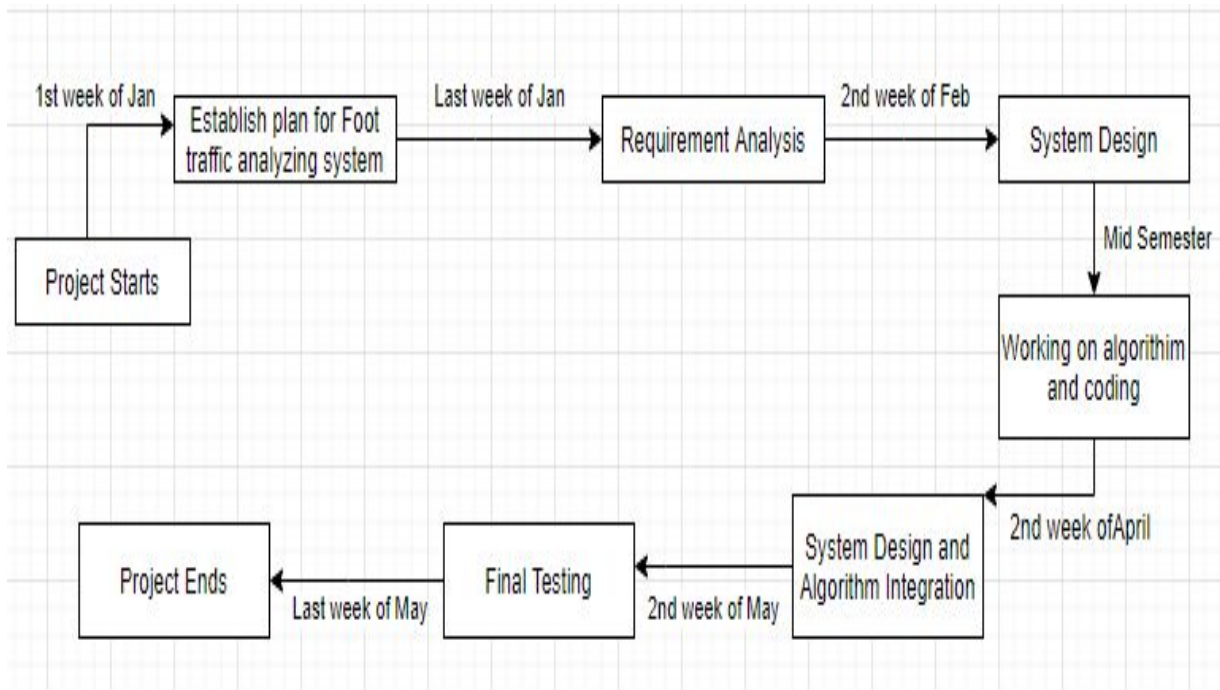 1st week of Jan
Establish plan for Foot
traffic analyzing system
Last week of Jan
Requirement Analysis
2nd week of Feb
System Design
Project Starts
Mid Semester
Working on algorithim
and coding
2nd week ofApril
System Design and
Algorithm Integration
2nd week of May
Final Testing
Last week of May
Project Ends